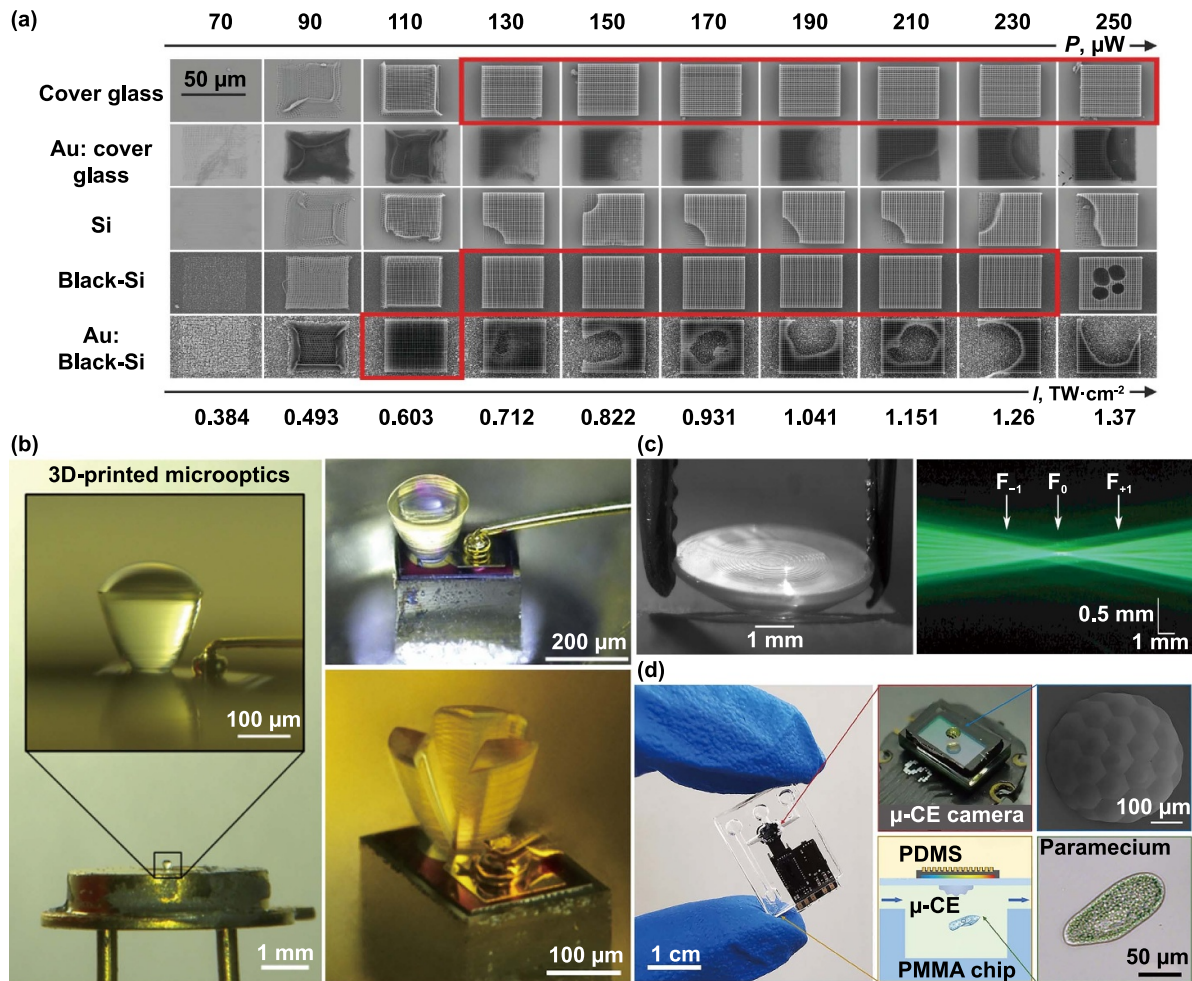 (a)
70 90 110 130 150 170 190 210 230 250
P, μW
Cover glass
50 μm
Au: cover
glass
Si
Black-Si
Au:
Black-Si
I, TW·cm⁻²
0.384 0.493 0.603 0.712 0.822 0.931 1.041 1.151 1.26 1.37
(b)
3D-printed microoptics
100 μm
1 mm
200 μm
100 μm
(c)
1 mm
F₋₁ F₀ F₊₁
0.5 mm
1 mm
(d)
1 cm
μ-CE camera
100 μm
PDMS
μ-CE
PMMA chip
Paramecium
50 μm